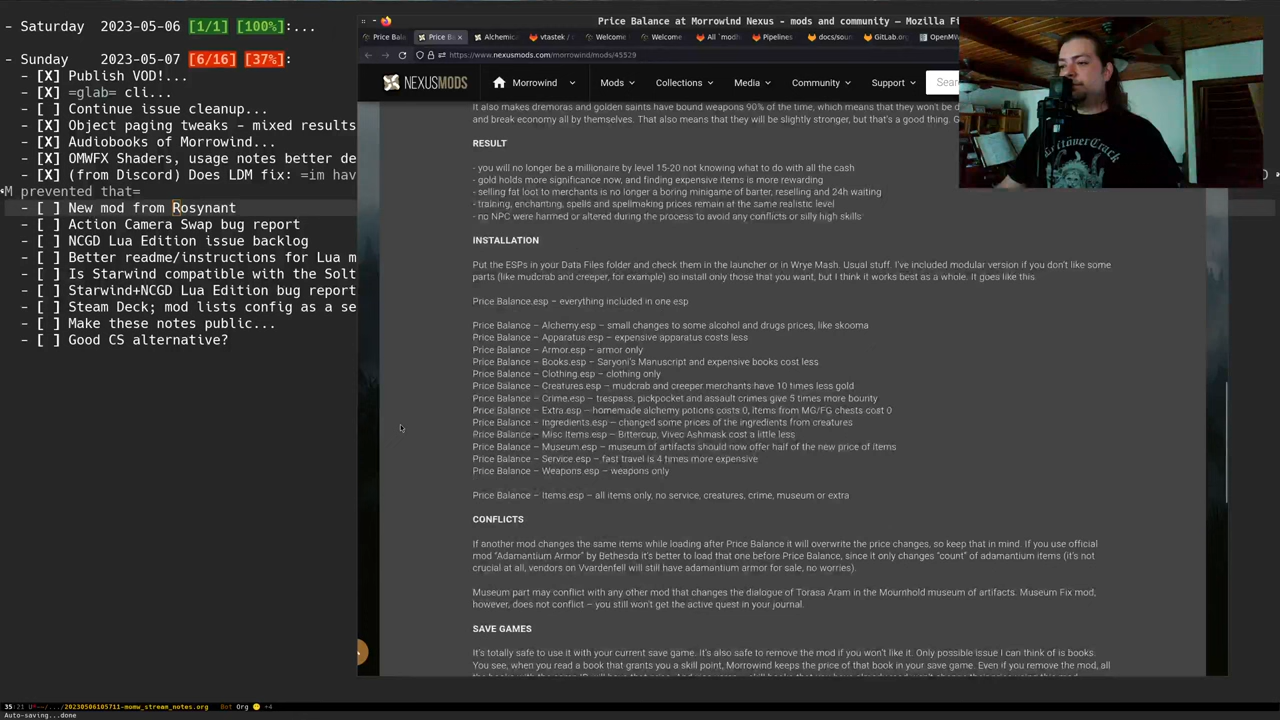 - Saturday  2023-05-06 [1/1] [100%]:...
- Sunday    2023-05-07 [6/16] [37%]:
- [X] Publish VOD!...
- [X] =glab= cli...
- [ ] Continue issue cleanup...
- [X] Object paging tweaks - mixed results
- [X] Audiobooks of Morrowind...
- [X] OMWFX Shaders, usage notes better de
- [X] (from Discord) Does LDM fix: =im hav
M prevented that=
- [ ] New mod from Rosynant
- [ ] Action Camera Swap bug report
- [ ] NCGD Lua Edition issue backlog
- [ ] Better readme/instructions for Lua m
- [ ] Is Starwind compatible with the Solt
- [ ] Starwind+NCGD Lua Edition bug report
- [ ] Steam Deck; mod lists config as a se
- [ ] Make these notes public...
- [ ] Good CS alternative?
35:21 U*~~/.../20230506105711-momw_stream_notes.org Bot Org +4
Auto-saving...done
Price Balance at Morrowind Nexus - mods and community — Mozilla Fi
Price Bala Price B Alchemic vtastek / Welcome Welcome All `modl Pipelines docs/soun GitLab.org OpenMW
https://www.nexusmods.com/morrowind/mods/45529
NEXUSMODS Morrowind Mods Collections Media Community Support Sear
It also makes dremoras and golden saints have bound weapons 90% of the time, which means that they won't be d
and break economy all by themselves. That also means that they will be slightly stronger, but that's a good thing. G
RESULT
- you will no longer be a millionaire by level 15-20 not knowing what to do with all the cash
- gold holds more significance now, and finding expensive items is more rewarding
- selling fat loot to merchants is no longer a boring minigame of barter, reselling and 24h waiting
- training, enchanting, spells and spellmaking prices remain at the same realistic level
- no NPC were harmed or altered during the process to avoid any conflicts or silly high skills
INSTALLATION
Put the ESPs in your Data Files folder and check them in the launcher or in Wrye Mash. Usual stuff. I've included modular version if you don't like some
parts (like mudcrab and creeper, for example) so install only those that you want, but I think it works best as a whole. It goes like this
Price Balance.esp – everything included in one esp
Price Balance – Alchemy.esp – small changes to some alcohol and drugs prices, like skooma
Price Balance – Apparatus.esp – expensive apparatus costs less
Price Balance – Armor.esp – armor only
Price Balance – Books.esp – Saryoni's Manuscript and expensive books cost less
Price Balance – Clothing.esp – clothing only
Price Balance – Creatures.esp – mudcrab and creeper merchants have 10 times less gold
Price Balance – Crime.esp – trespass, pickpocket and assault crimes give 5 times more bounty
Price Balance – Extra.esp – homemade alchemy potions costs 0, items from MG/FG chests cost 0
Price Balance – Ingredients.esp – changed some prices of the ingredients from creatures
Price Balance – Misc Items.esp – Bittercup, Vivec Ashmask cost a little less
Price Balance – Museum.esp – museum of artifacts should now offer half of the new price of items
Price Balance – Service.esp – fast travel is 4 times more expensive
Price Balance – Weapons.esp – weapons only
Price Balance – Items.esp – all items only, no service, creatures, crime, museum or extra
CONFLICTS
If another mod changes the same items while loading after Price Balance it will overwrite the price changes, so keep that in mind. If you use official
mod "Adamantium Armor" by Bethesda it's better to load that one before Price Balance, since it only changes "count" of adamantium items (it's not
crucial at all, vendors on Vvardenfell will still have adamantium armor for sale, no worries).
Museum part may conflict with any other mod that changes the dialogue of Torasa Aram in the Mournhold museum of artifacts. Museum Fix mod,
however, does not conflict – you still won't get the active quest in your journal.
SAVE GAMES
It's totally safe to use it with your current save game. It's also safe to remove the mod if you won't like it. Only possible issue I can think of is books.
You see, when you read a book that grants you a skill point, Morrowind keeps the price of that book in your save game. Even if you remove the mod, all